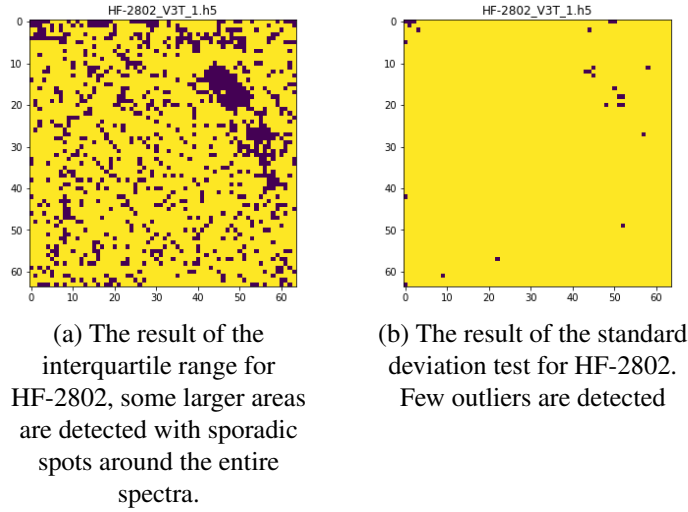 HF-2802_V3T_1.h5
0
10
20
30
40
50
60
0 10 20 30 40 50 60
(a) The result of the
interquartile range for
HF-2802, some larger areas
are detected with sporadic
spots around the entire
spectra.
HF-2802_V3T_1.h5
0
10
20
30
40
50
60
0 10 20 30 40 50 60
(b) The result of the standard
deviation test for HF-2802.
Few outliers are detected